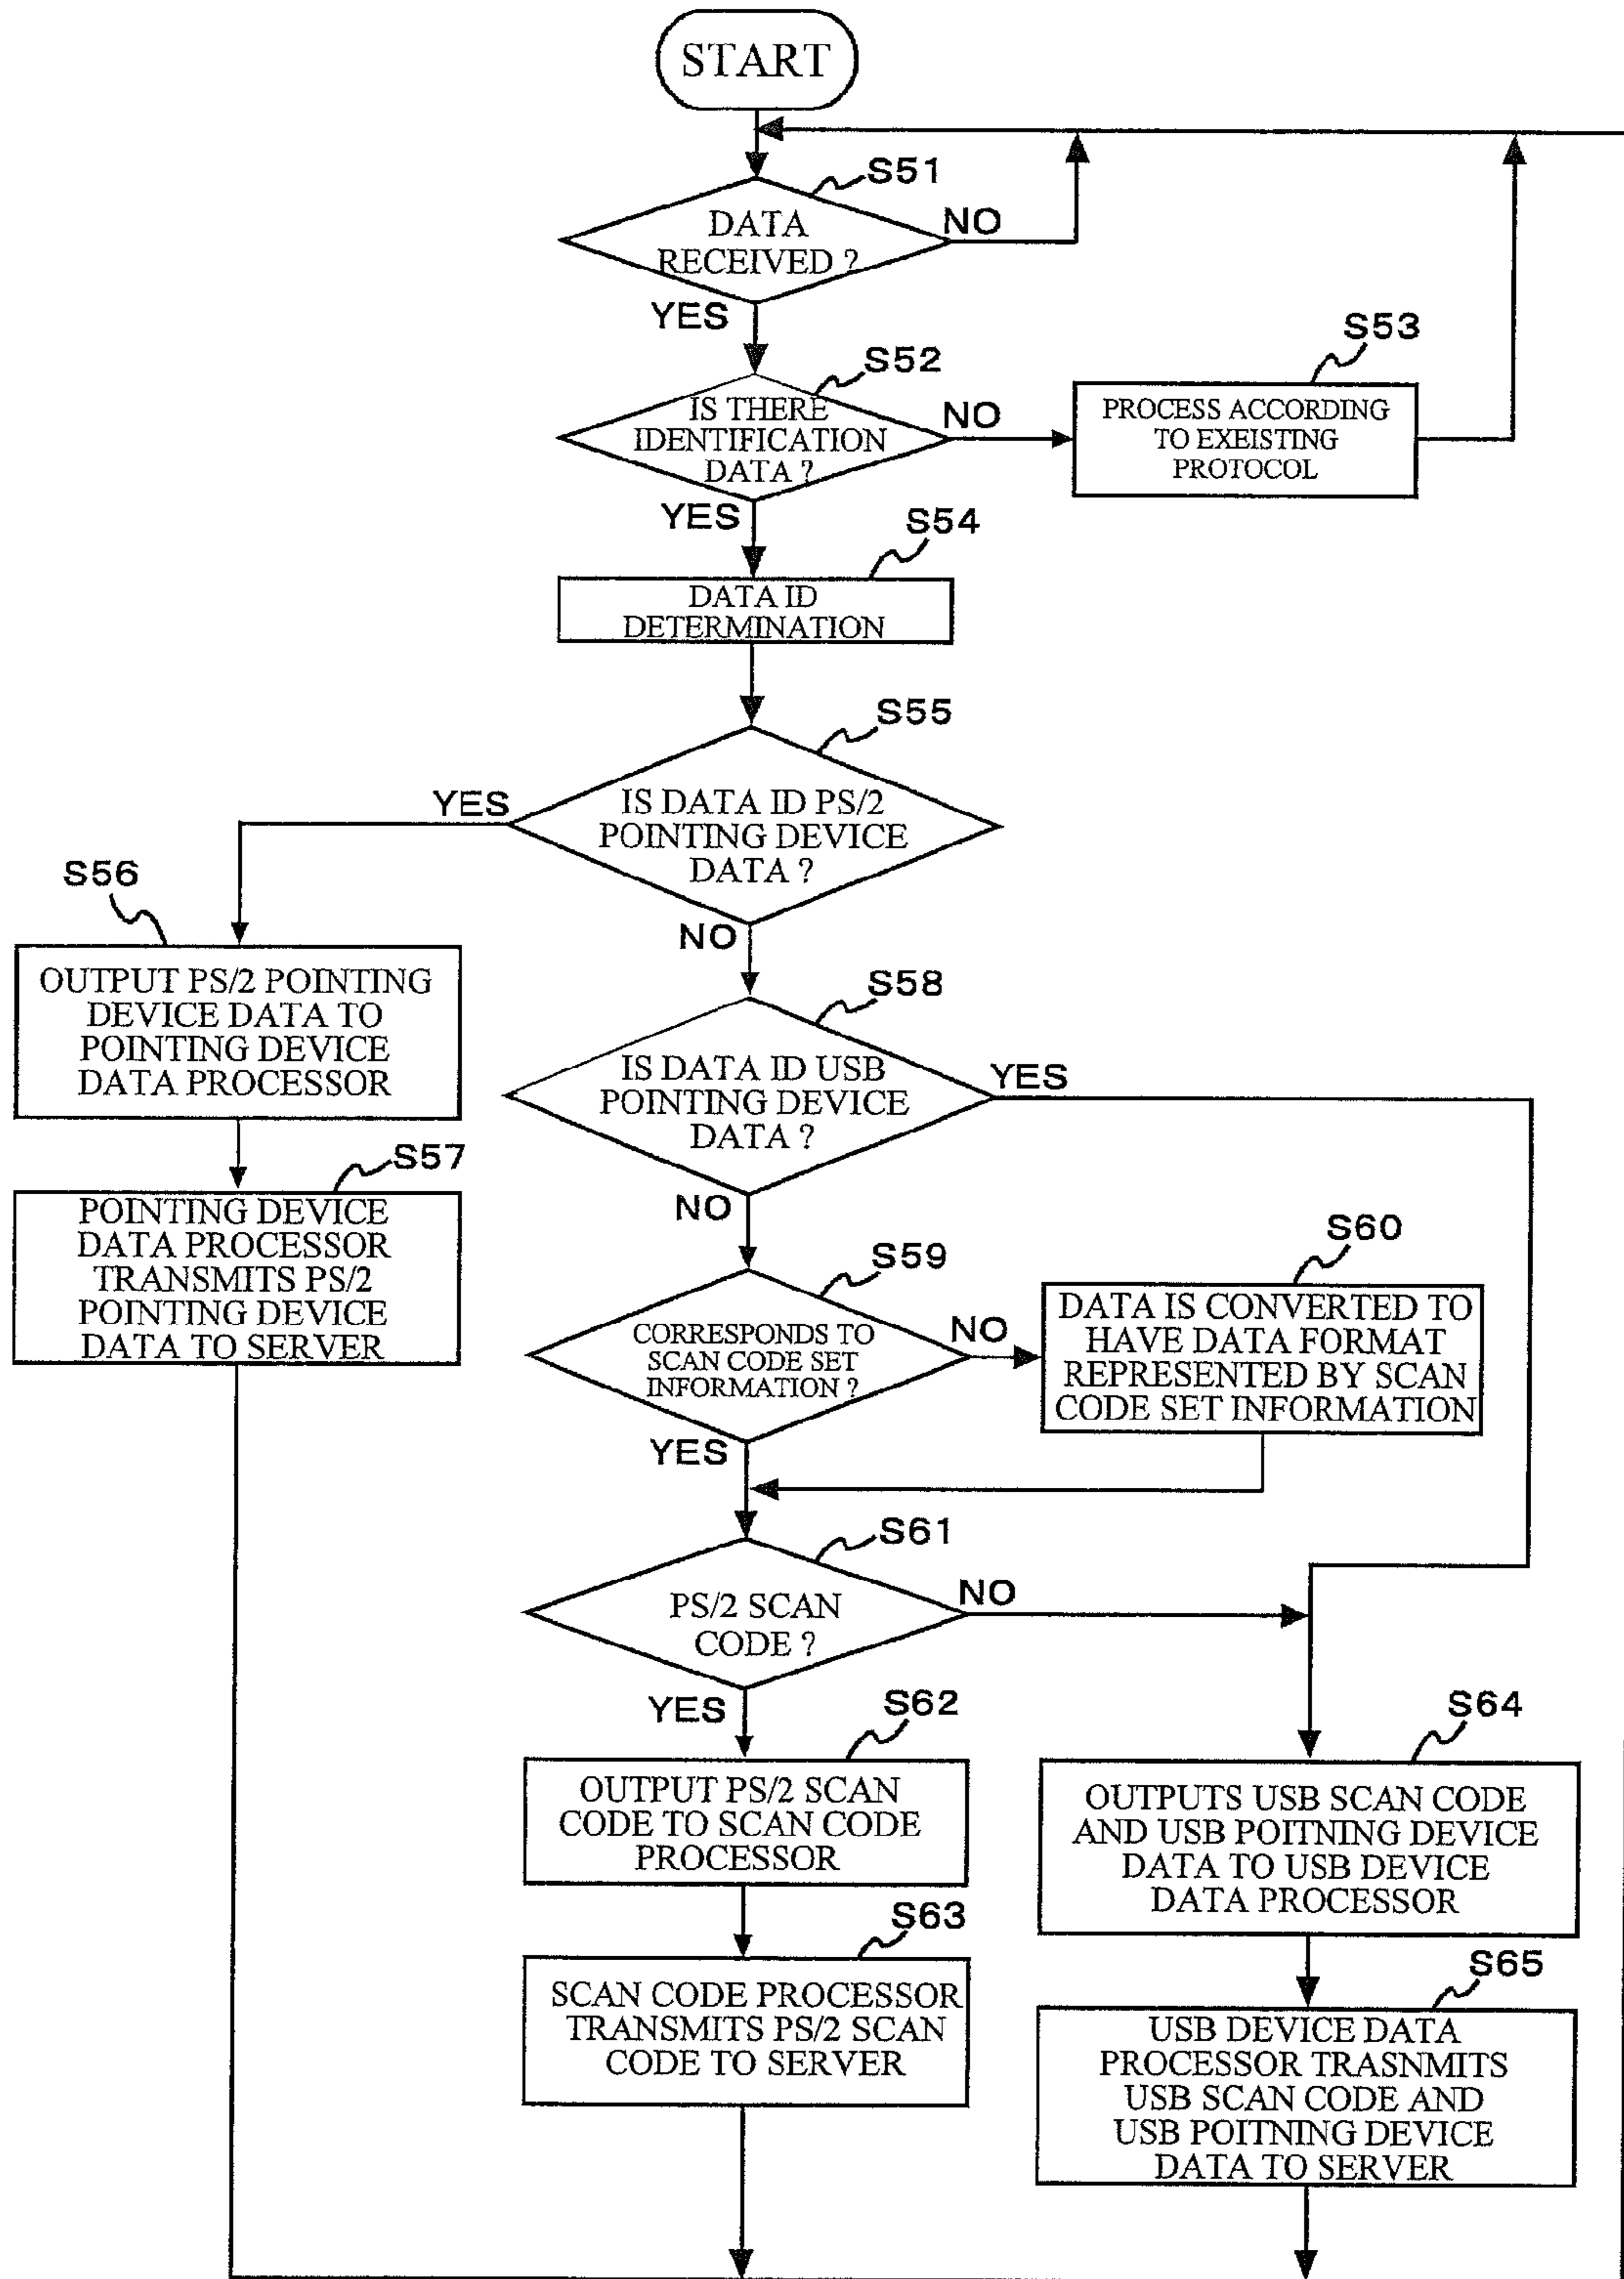 START
S51
DATA
RECEIVED ?
NO
YES
S52
IS THERE
IDENTIFICATION
DATA ?
NO
YES
S53
PROCESS ACCORDING
TO EXEISTING
PROTOCOL
S54
DATA ID
DETERMINATION
S55
IS DATA ID PS/2
POINTING DEVICE
DATA ?
YES
NO
S56
OUTPUT PS/2 POINTING
DEVICE DATA TO
POINTING DEVICE
DATA PROCESSOR
S57
POINTING DEVICE
DATA PROCESSOR
TRANSMITS PS/2
POINTING DEVICE
DATA TO SERVER
S58
IS DATA ID USB
POINTING DEVICE
DATA ?
YES
NO
S59
CORRESPONDS TO
SCAN CODE SET
INFORMATION ?
NO
YES
S60
DATA IS CONVERTED TO
HAVE DATA FORMAT
REPRESENTED BY SCAN
CODE SET INFORMATION
S61
PS/2 SCAN
CODE ?
NO
YES
S62
OUTPUT PS/2 SCAN
CODE TO SCAN CODE
PROCESSOR
S63
SCAN CODE PROCESSOR
TRANSMITS PS/2 SCAN
CODE TO SERVER
S64
OUTPUTS USB SCAN CODE
AND USB POITNING DEVICE
DATA TO USB DEVICE
DATA PROCESSOR
S65
USB DEVICE DATA
PROCESSOR TRASNMITS
USB SCAN CODE AND
USB POITNING DEVICE
DATA TO SERVER